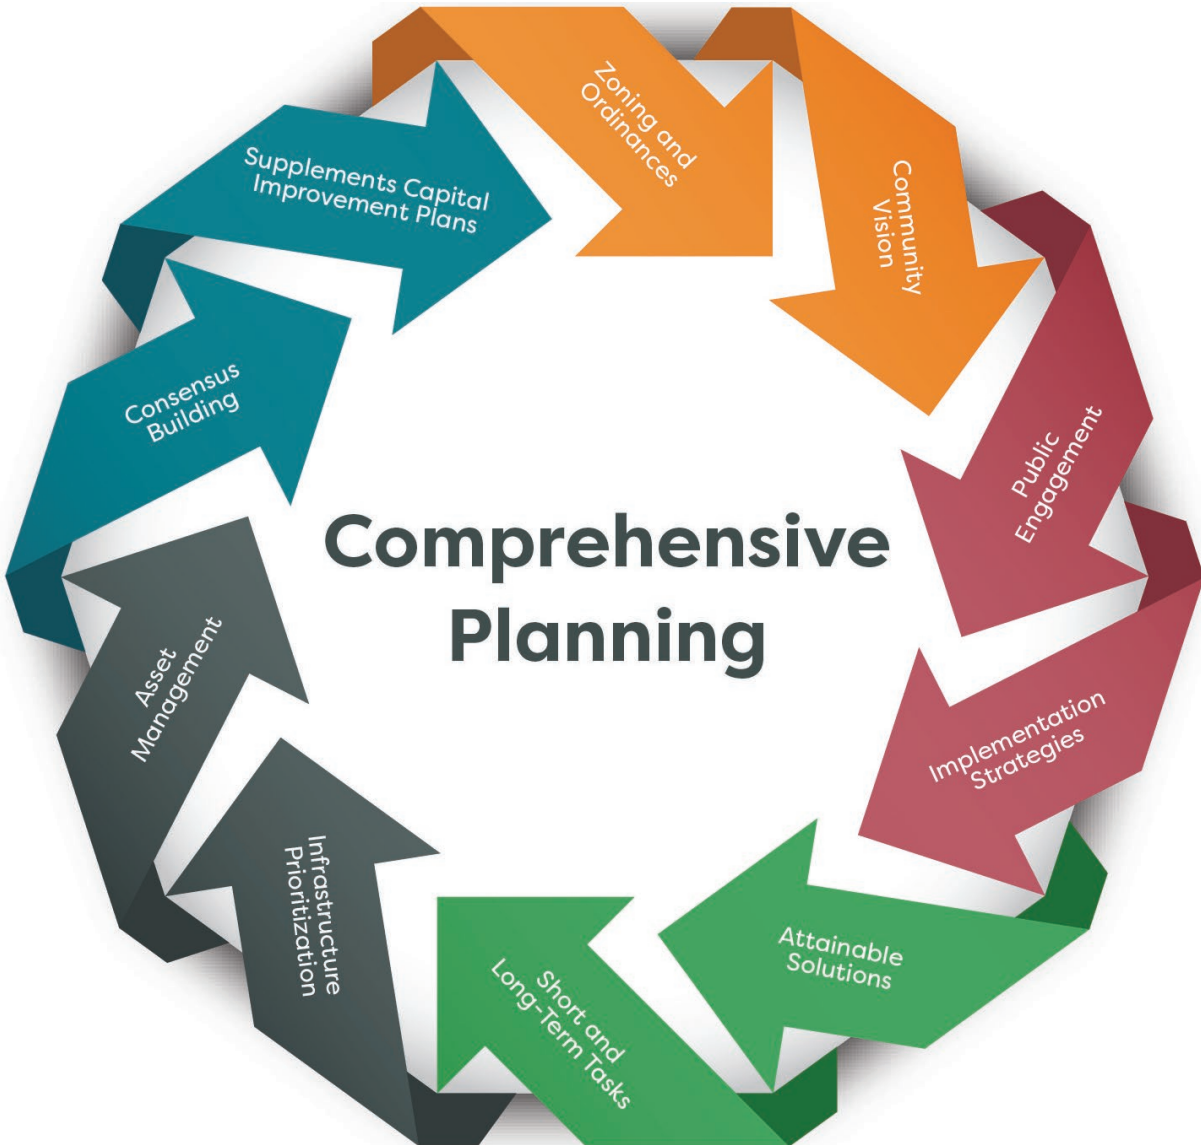 Zoning and
Ordinances
Community
Vision
Public
Engagement
Implementation
Strategies
Attainable
Solutions
Short and
Long-Term Tasks
Infrastructure
Prioritization
Asset
Management
Consensus
Building
Supplements Capital
Improvement Plans
Comprehensive
Planning